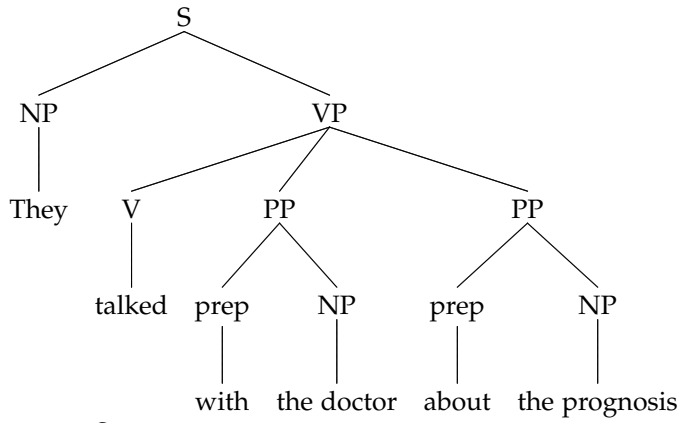 S
NP VP
They V PP PP
talked prep NP prep NP
with the doctor about the prognosis